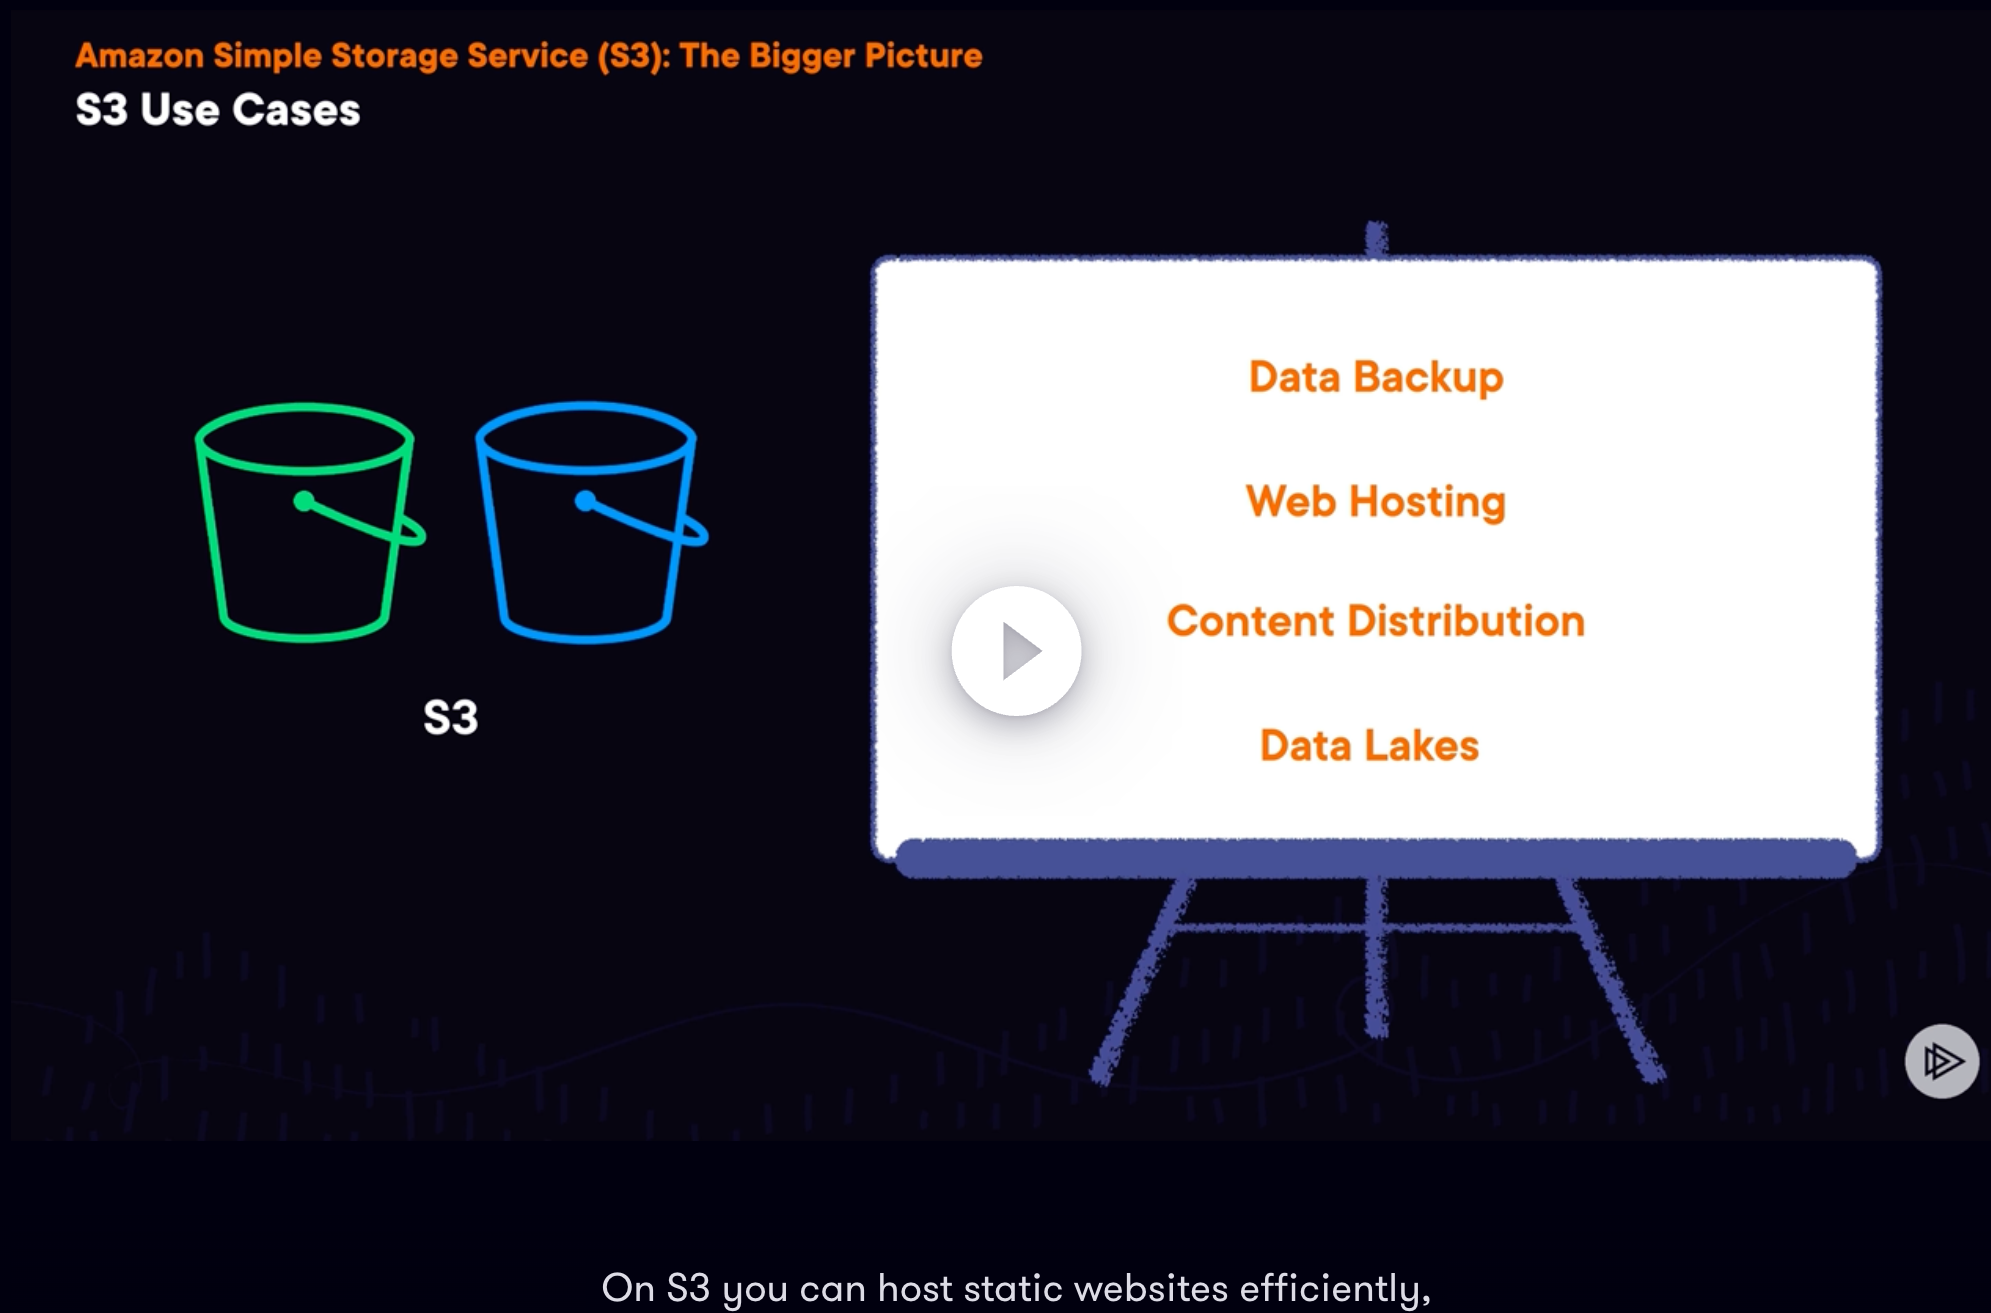 Amazon Simple Storage Service (S3): The Bigger Picture
S3 Use Cases
S3
Data Backup
Web Hosting
Content Distribution
Data Lakes
On S3 you can host static websites efficiently,